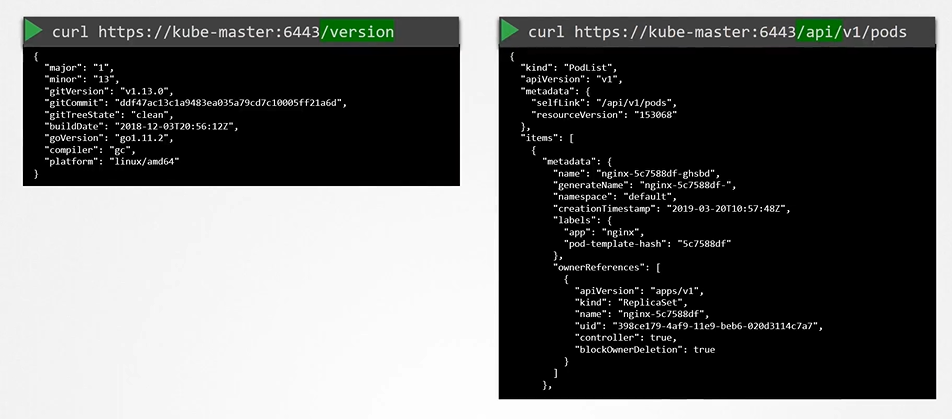 curl https://kube-master:6443/version
{
  "major": "1",
  "minor": "13",
  "gitVersion": "v1.13.0",
  "gitCommit": "ddf47ac13c1a9483ea035a79cd7c10005ff21a6d",
  "gitTreeState": "clean",
  "buildDate": "2018-12-03T20:56:12Z",
  "goVersion": "go1.11.2",
  "compiler": "gc",
  "platform": "linux/amd64"
}
curl https://kube-master:6443/api/v1/pods
{
  "kind": "PodList",
  "apiVersion": "v1",
  "metadata": {
    "selfLink": "/api/v1/pods",
    "resourceVersion": "153068"
  },
  "items": [
    {
      "metadata": {
        "name": "nginx-5c7588df-ghsbd",
        "generateName": "nginx-5c7588df-",
        "namespace": "default",
        "creationTimestamp": "2019-03-20T10:57:48Z",
        "labels": {
          "app": "nginx",
          "pod-template-hash": "5c7588df"
        },
        "ownerReferences": [
          {
            "apiVersion": "apps/v1",
            "kind": "ReplicaSet",
            "name": "nginx-5c7588df",
            "uid": "398ce179-4af9-11e9-beb6-020d3114c7a7",
            "controller": true,
            "blockOwnerDeletion": true
          }
        ]
      },